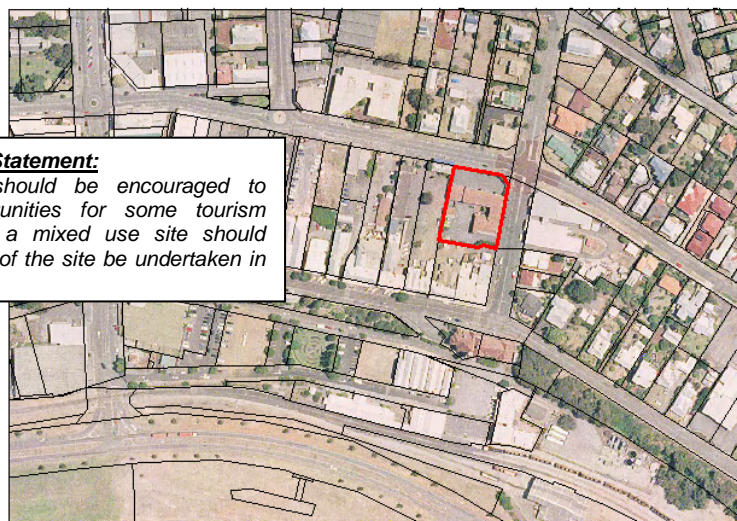 Statement:
should be encouraged to
unities for some tourism
a mixed use site should
of the site be undertaken in